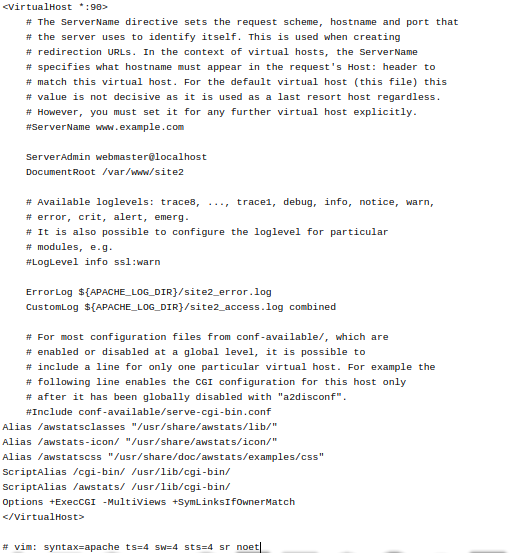 <VirtualHost *:90>
# The ServerName directive sets the request scheme, hostname and port that
# the server uses to identify itself. This is used when creating
# redirection URLs. In the context of virtual hosts, the ServerName
# specifies what hostname must appear in the request's Host: header to
# match this virtual host. For the default virtual host (this file) this
# value is not decisive as it is used as a last resort host regardless.
# However, you must set it for any further virtual host explicitly.
#ServerName www.example.com

ServerAdmin webmaster@localhost
DocumentRoot /var/www/site2

# Available loglevels: trace8, ..., trace1, debug, info, notice, warn,
# error, crit, alert, emerg.
# It is also possible to configure the loglevel for particular
# modules, e.g.
#LogLevel info ssl:warn

ErrorLog ${APACHE_LOG_DIR}/site2_error.log
CustomLog ${APACHE_LOG_DIR}/site2_access.log combined

# For most configuration files from conf-available/, which are
# enabled or disabled at a global level, it is possible to
# include a line for only one particular virtual host. For example the
# following line enables the CGI configuration for this host only
# after it has been globally disabled with "a2disconf".
#Include conf-available/serve-cgi-bin.conf
Alias /awstatsclasses "/usr/share/awstats/lib/"
Alias /awstats-icon/ "/usr/share/awstats/icon/"
Alias /awstatscss "/usr/share/doc/awstats/examples/css"
ScriptAlias /cgi-bin/ /usr/lib/cgi-bin/
ScriptAlias /awstats/ /usr/lib/cgi-bin/
Options +ExecCGI -MultiViews +SymLinksIfOwnerMatch
</VirtualHost>

# vim: syntax=apache ts=4 sw=4 sts=4 sr noet